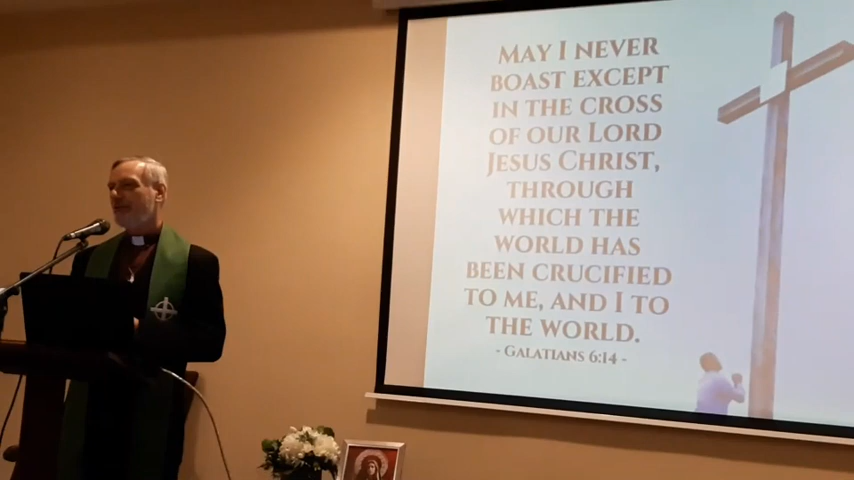 May I never
boast except
in the cross
of our Lord
Jesus Christ,
through
which the
world has
been crucified
to me, and I to
the world.
- Galatians 6:14 -